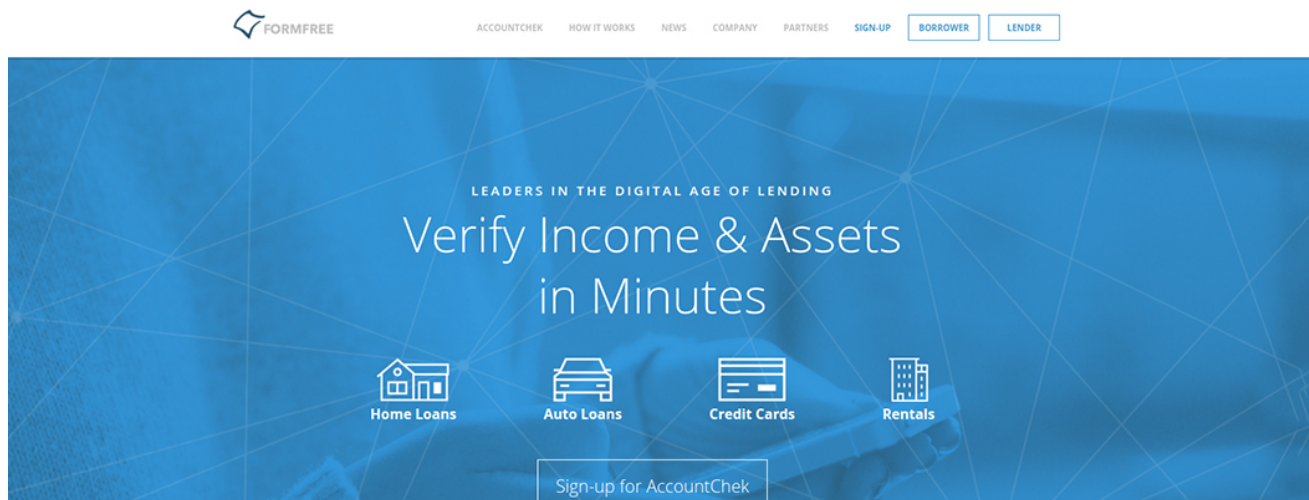 FORMFREE
ACCOUNTCHEK HOW IT WORKS NEWS COMPANY PARTNERS SIGN-UP BORROWER LENDER
LEADERS IN THE DIGITAL AGE OF LENDING
Verify Income & Assets
in Minutes
Home Loans Auto Loans Credit Cards Rentals
Sign-up for AccountChek